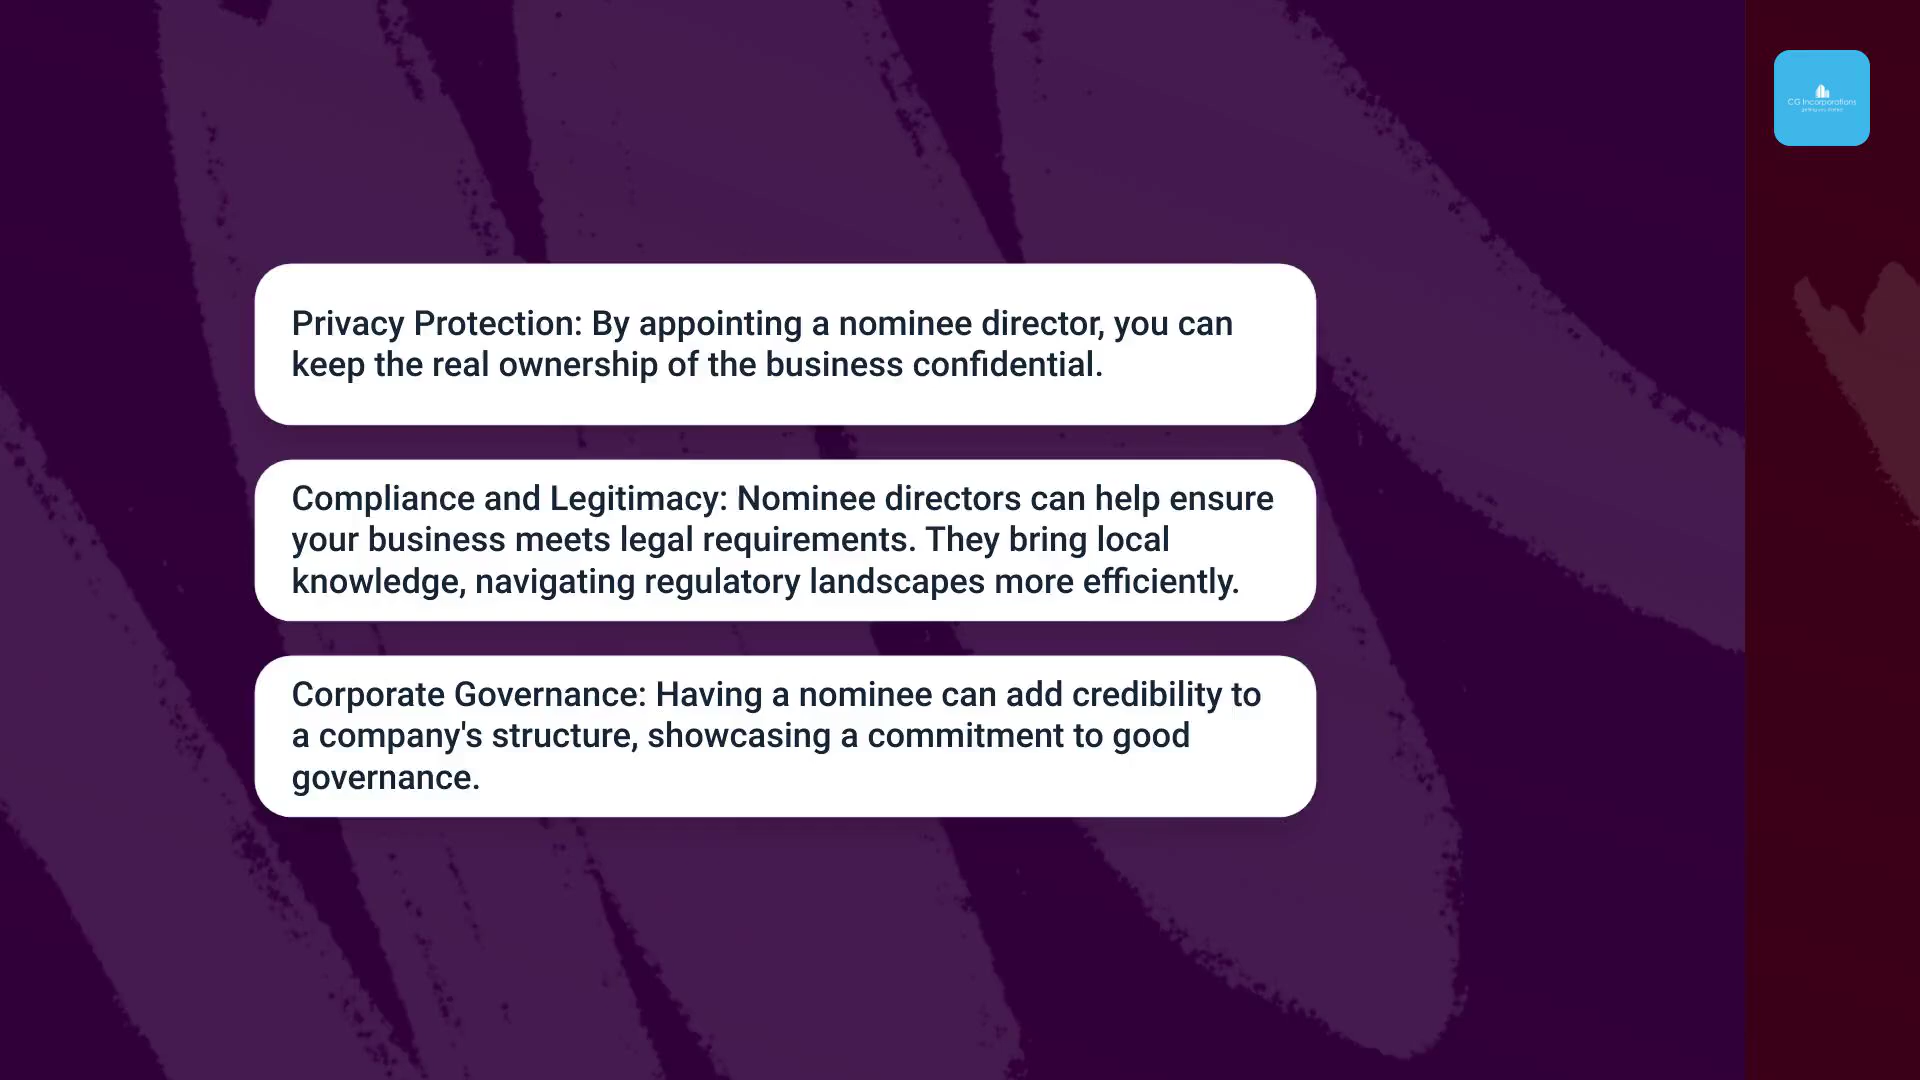 CG Incorporations
Privacy Protection: By appointing a nominee director, you can
keep the real ownership of the business confidential.
Compliance and Legitimacy: Nominee directors can help ensure
your business meets legal requirements. They bring local
knowledge, navigating regulatory landscapes more efficiently.
Corporate Governance: Having a nominee can add credibility to
a company's structure, showcasing a commitment to good
governance.